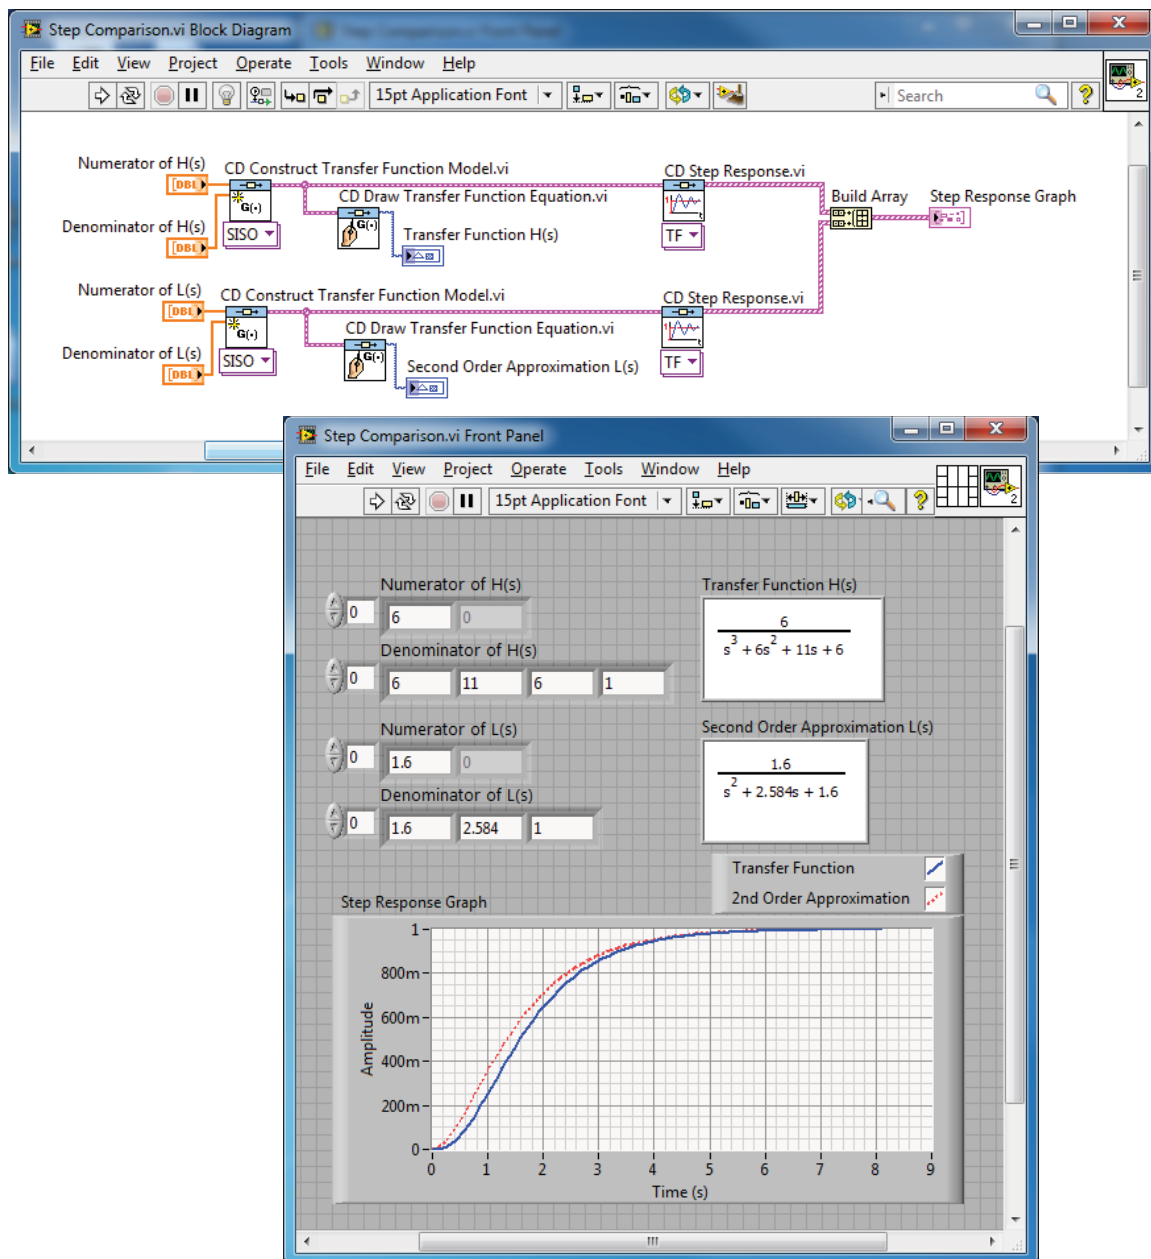 Step Comparison.vi Block Diagram
File Edit View Project Operate Tools Window Help
15pt Application Font
Search
2
Numerator of H(s)
CD Construct Transfer Function Model.vi
CD Step Response.vi
[DBL]
G(•)
CD Draw Transfer Function Equation.vi
Build Array
Step Response Graph
Denominator of H(s)
[DBL]
SISO
G(•)
Transfer Function H(s)
TF
Numerator of L(s)
CD Construct Transfer Function Model.vi
CD Step Response.vi
[DBL]
G(•)
CD Draw Transfer Function Equation.vi
Denominator of L(s)
[DBL]
SISO
G(•)
Second Order Approximation L(s)
TF
Step Comparison.vi Front Panel
File Edit View Project Operate Tools Window Help
15pt Application Font
2
Numerator of H(s)
0 6 0
Denominator of H(s)
0 6 11 6 1
Numerator of L(s)
0 1.6 0
Denominator of L(s)
0 1.6 2.584 1
Transfer Function H(s)
6
s³ + 6s² + 11s + 6
Second Order Approximation L(s)
1.6
s² + 2.584s + 1.6
Transfer Function
2nd Order Approximation
Step Response Graph
1
800m
600m
400m
200m
0
Amplitude
0 1 2 3 4 5 6 7 8 9
Time (s)